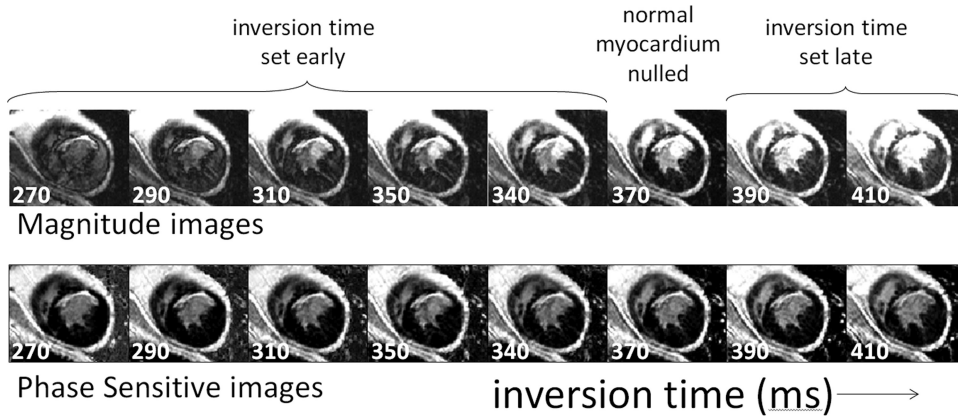 inversion time
set early
normal
myocardium
nulled
inversion time
set late
270 290 310 350 340 370 390 410
Magnitude images
270 290 310 350 340 370 390 410
Phase Sensitive images
inversion time (ms)